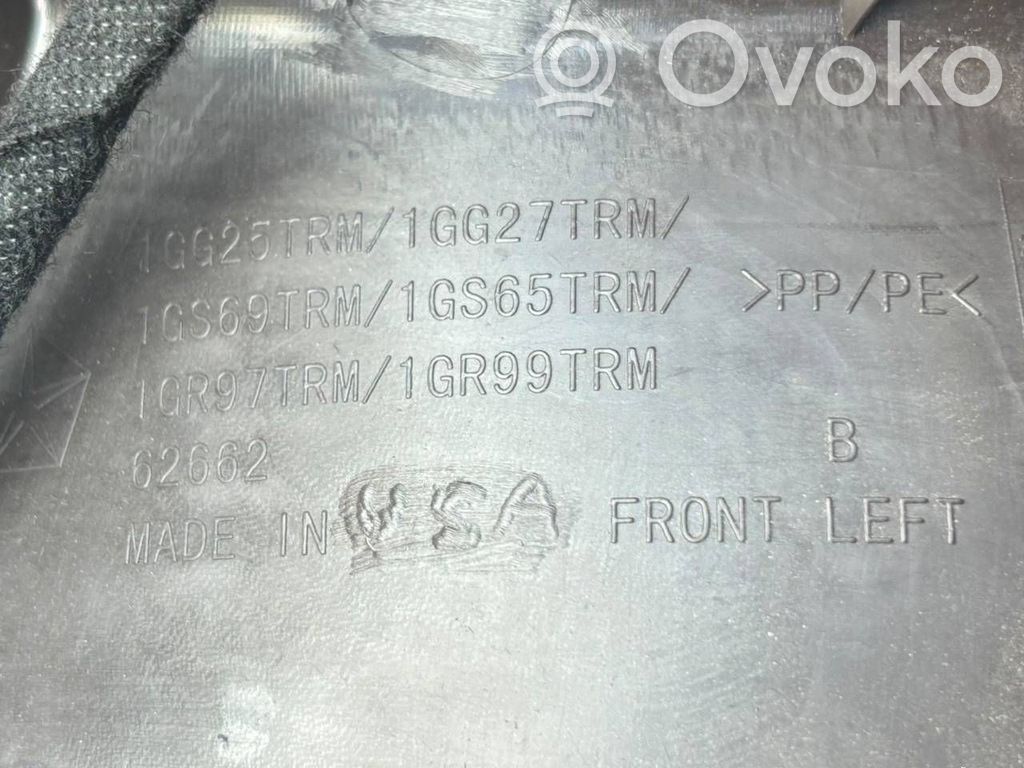 Ovoko
1GG25TRM/1GG27TRM/
1GS69TRM/1GS65TRM/ >PP/PE<
1GR97TRM/1GR99TRM
62662 B
MADE IN USA FRONT LEFT